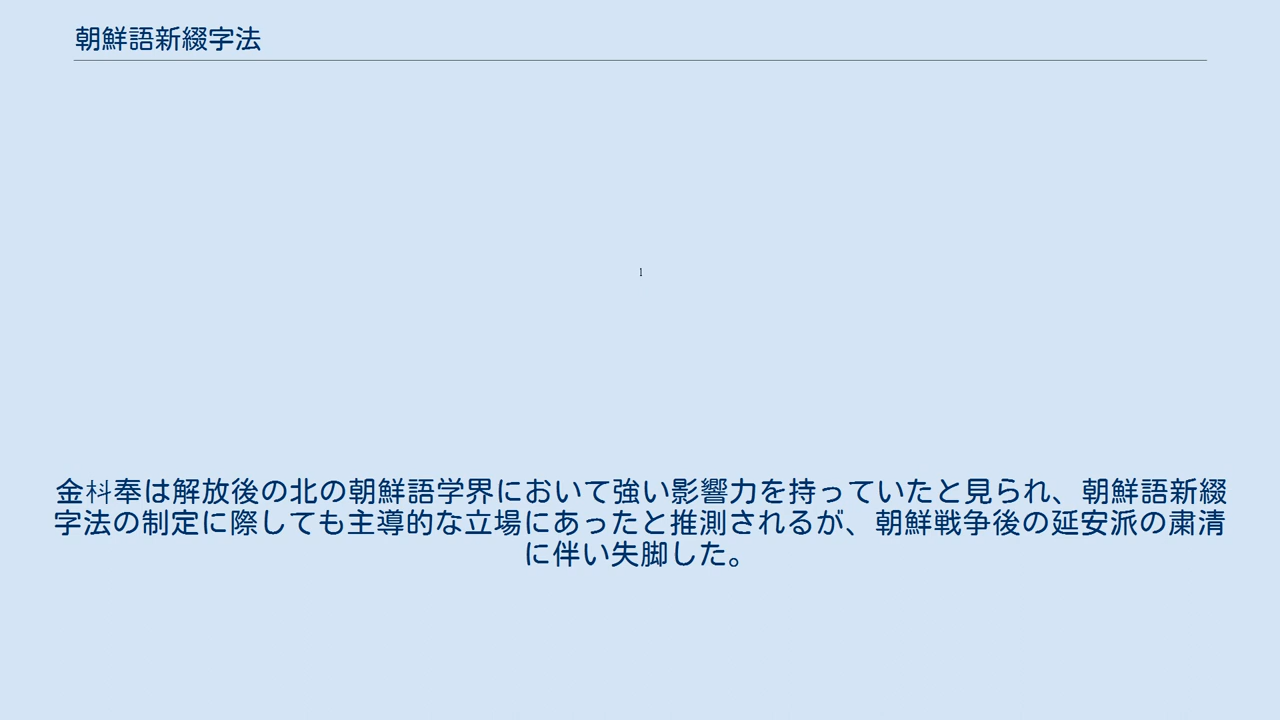 朝鮮語新綴字法
1
金枓奉は解放後の北の朝鮮語学界において強い影響力を持っていたと見られ、朝鮮語新綴
字法の制定に際しても主導的な立場にあったと推測されるが、朝鮮戦争後の延安派の粛清
に伴い失脚した。